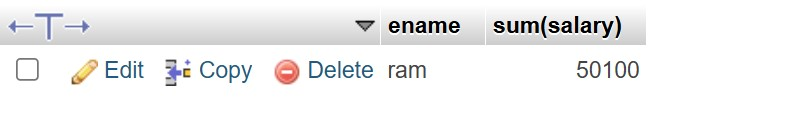 ename sum(salary)
Edit Copy Delete ram 50100